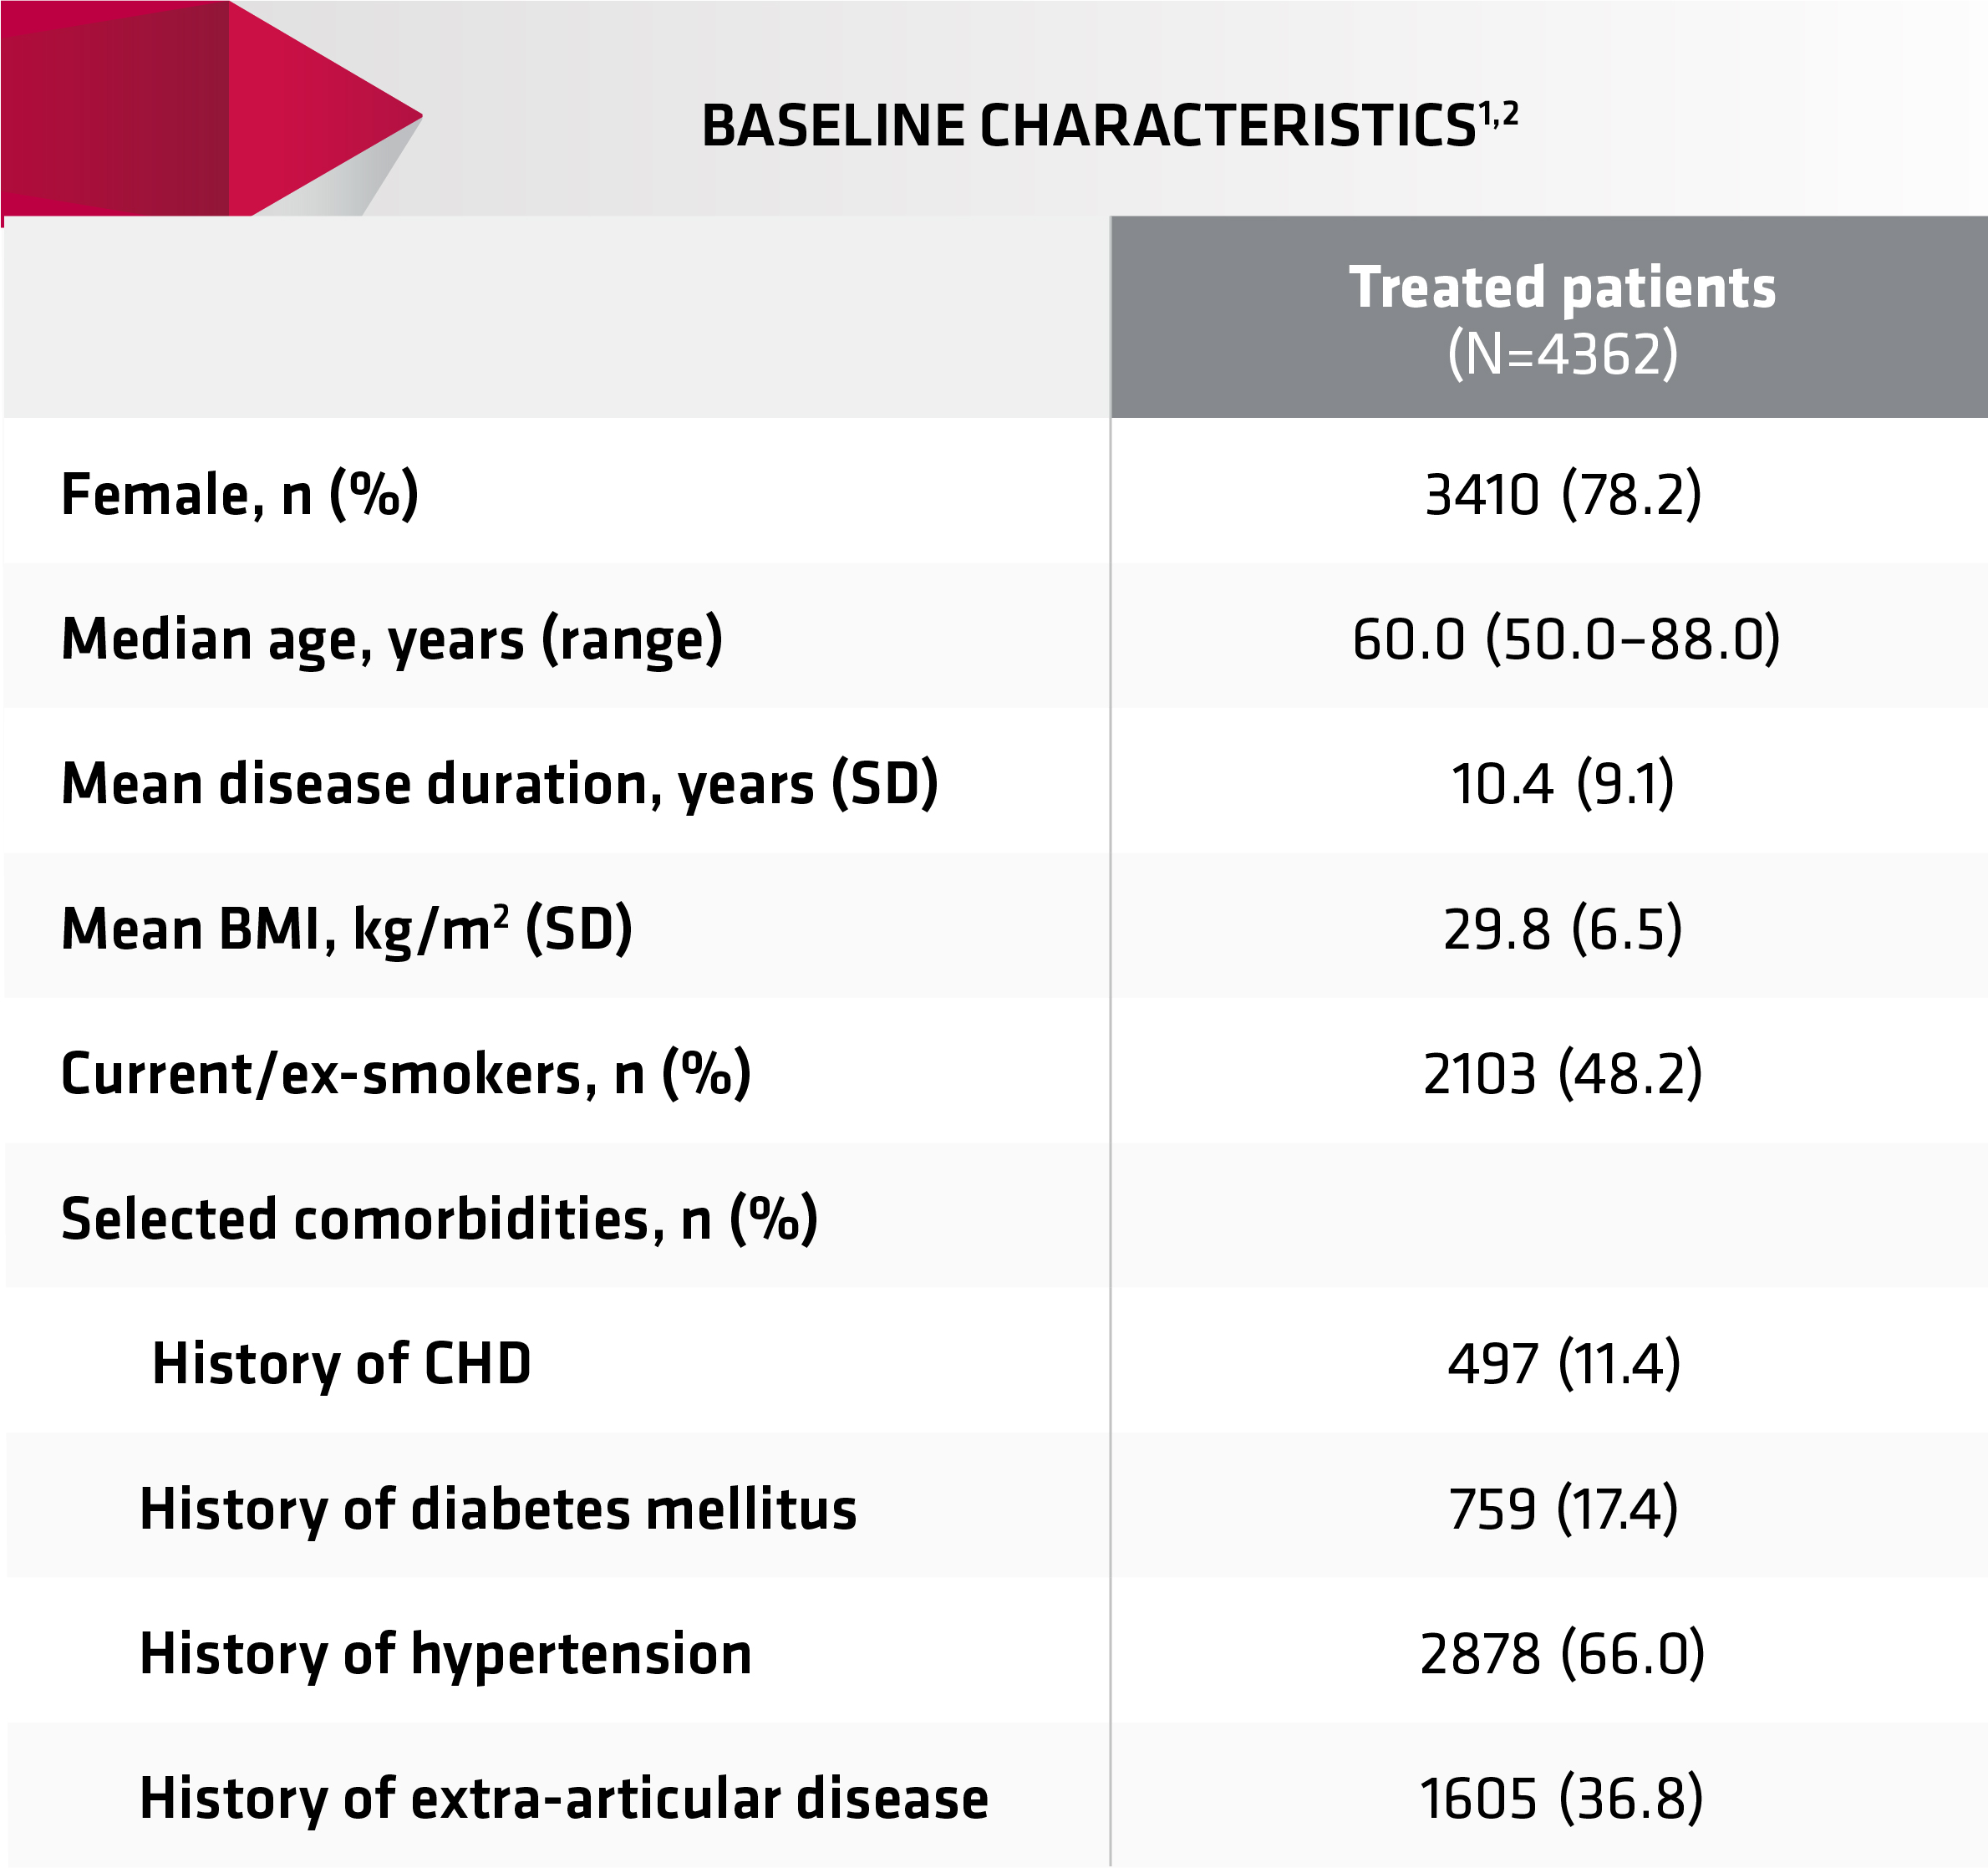 BASELINE CHARACTERISTICS¹,²
Treated patients
(N=4362)
Female, n (%) 3410 (78.2)
Median age, years (range) 60.0 (50.0–88.0)
Mean disease duration, years (SD) 10.4 (9.1)
Mean BMI, kg/m² (SD) 29.8 (6.5)
Current/ex-smokers, n (%) 2103 (48.2)
Selected comorbidities, n (%)
History of CHD 497 (11.4)
History of diabetes mellitus 759 (17.4)
History of hypertension 2878 (66.0)
History of extra-articular disease 1605 (36.8)